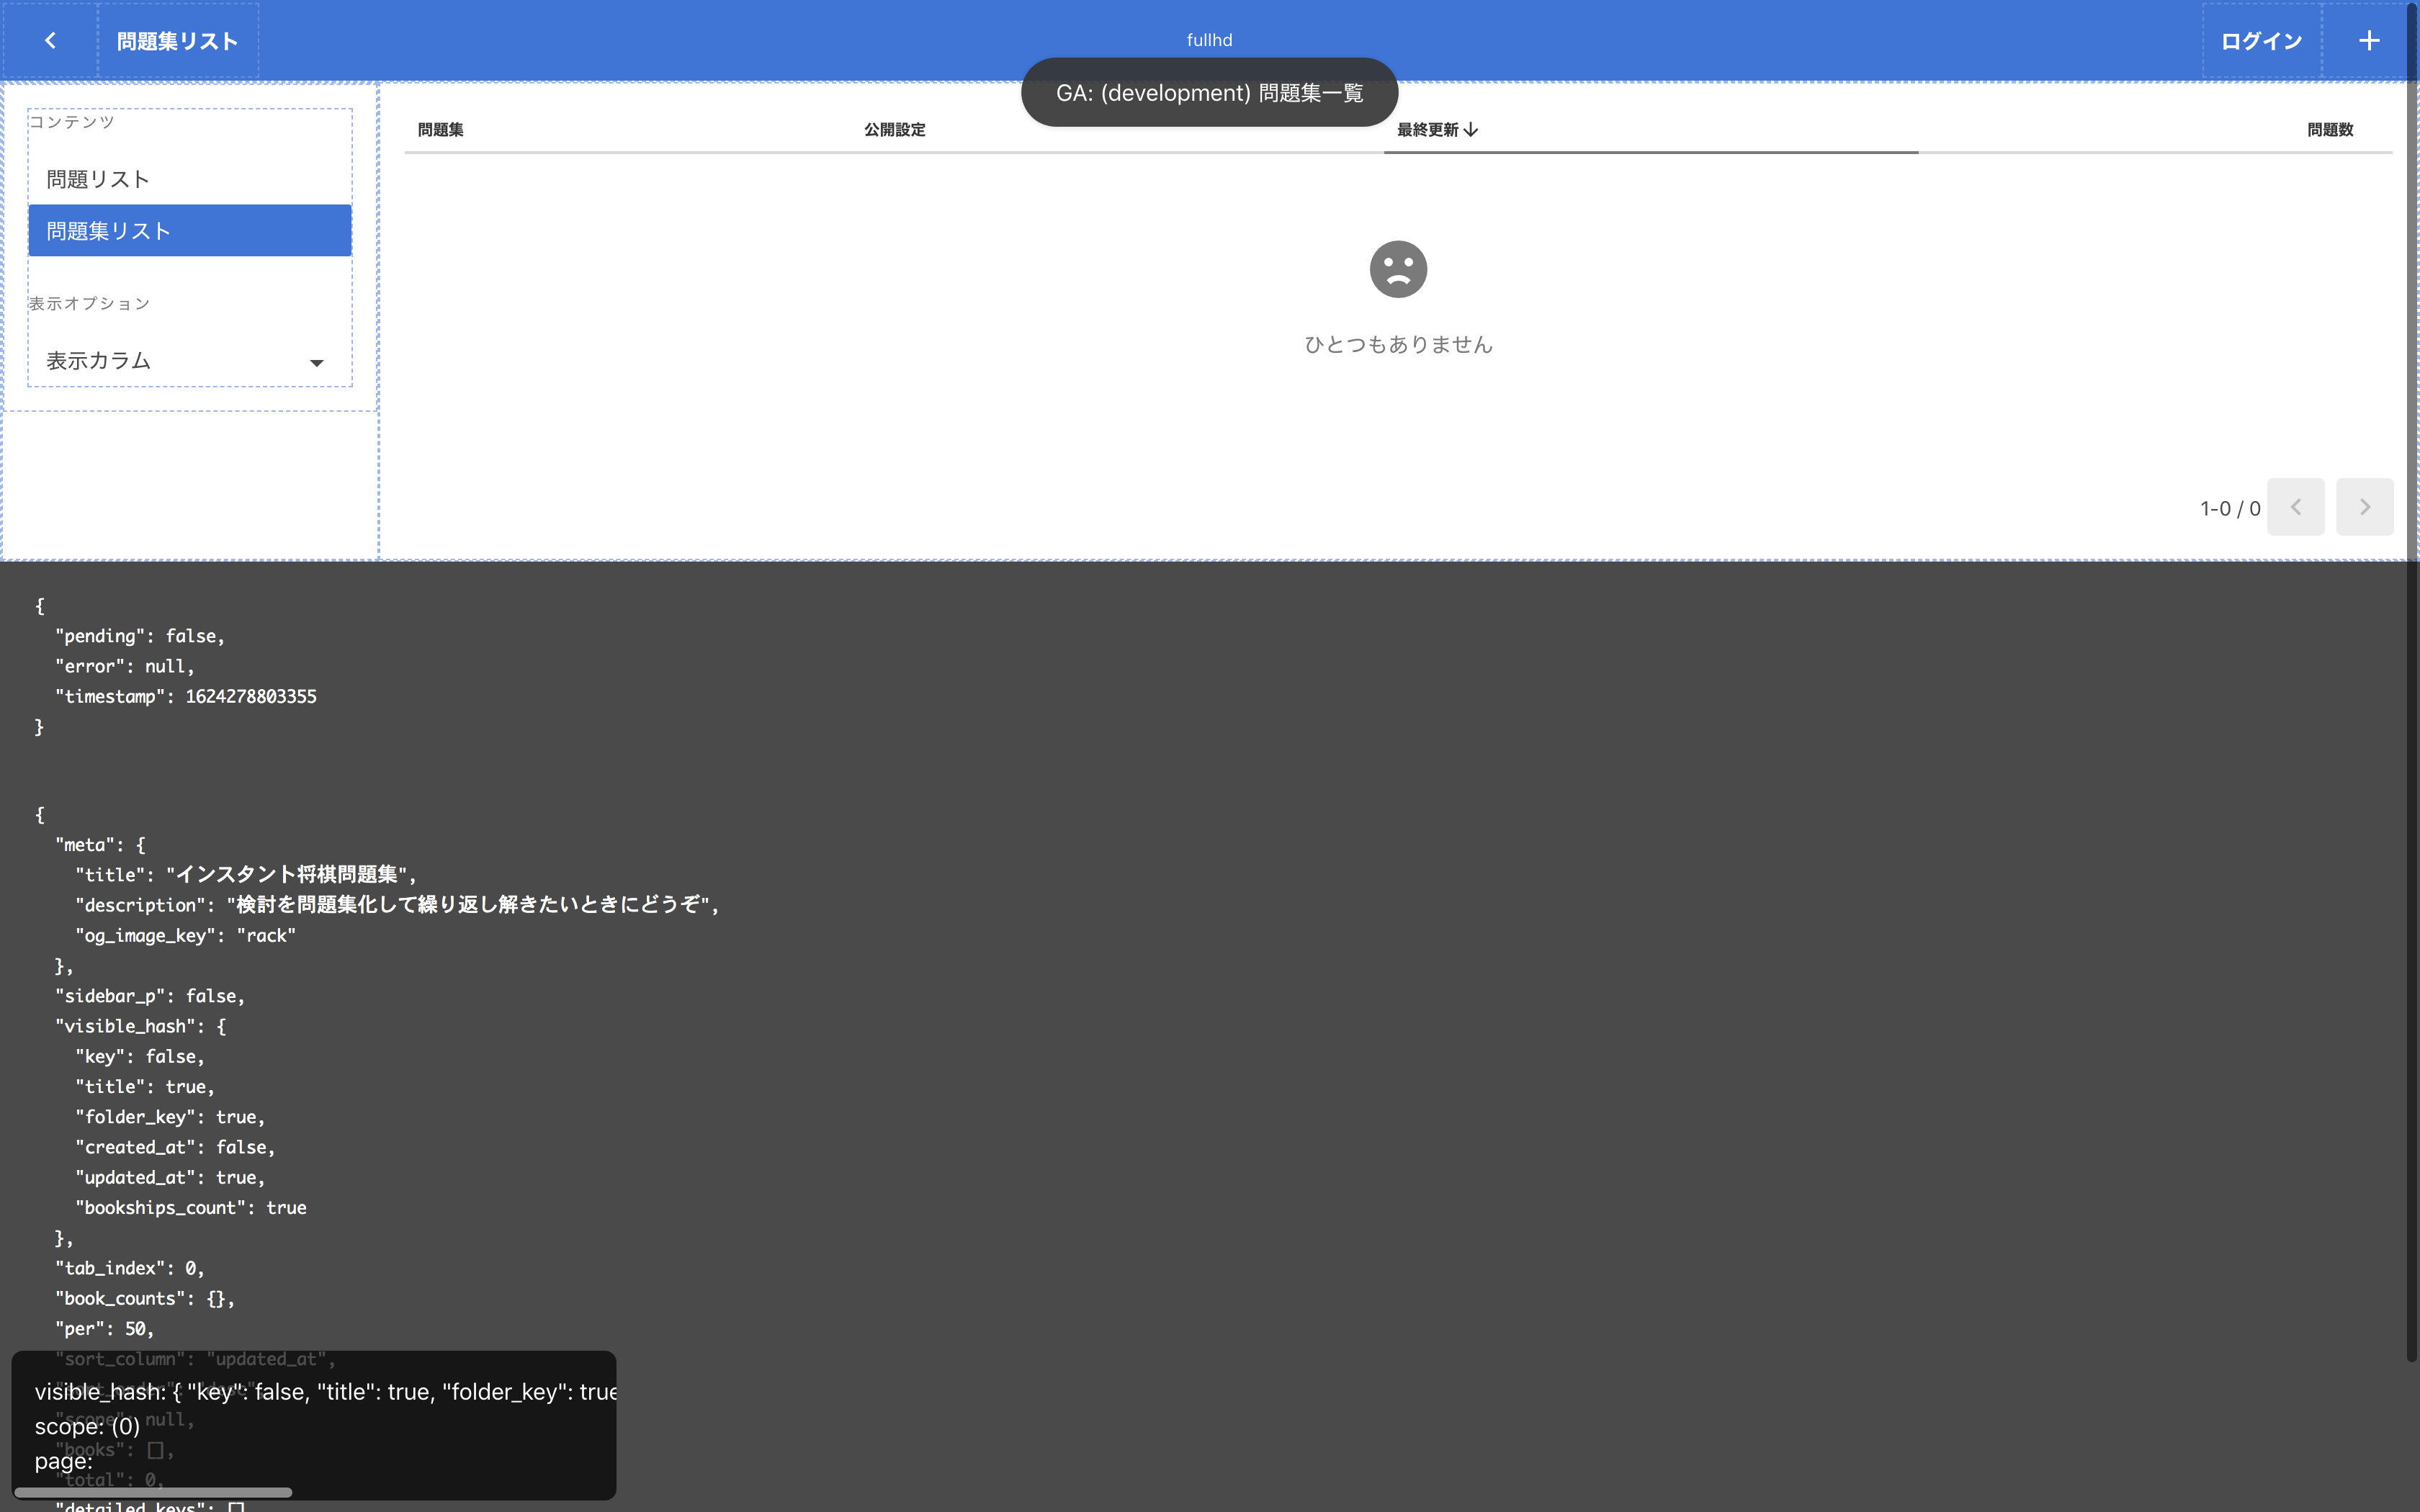 問題集リスト
fullhd
ログイン
GA: (development) 問題集一覧
コンテンツ
問題リスト
問題集リスト
表示オプション
表示カラム
問題集
公開設定
最終更新
問題数
ひとつもありません
1-0 / 0
{
"pending": false,
"error": null,
"timestamp": 1624278803355
}
{
"meta": {
"title": "インスタント将棋問題集",
"description": "検討を問題集化して繰り返し解きたいときにどうぞ",
"og_image_key": "rack"
},
"sidebar_p": false,
"visible_hash": {
"key": false,
"title": true,
"folder_key": true,
"created_at": false,
"updated_at": true,
"bookships_count": true
},
"tab_index": 0,
"book_counts": {},
"per": 50,
"sort_column": "updated_at",
visible_hash: { "key": false, "title": true, "folder_key": true
"scope": null,
scope: (0)
"books": [],
page:
"total": 0,
"detailed_keys": []